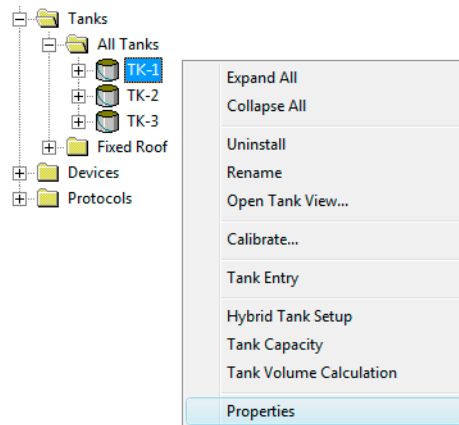 Tanks
All Tanks
TK-1
TK-2
TK-3
Fixed Roof
Devices
Protocols
Expand All
Collapse All
Uninstall
Rename
Open Tank View...
Calibrate...
Tank Entry
Hybrid Tank Setup
Tank Capacity
Tank Volume Calculation
Properties